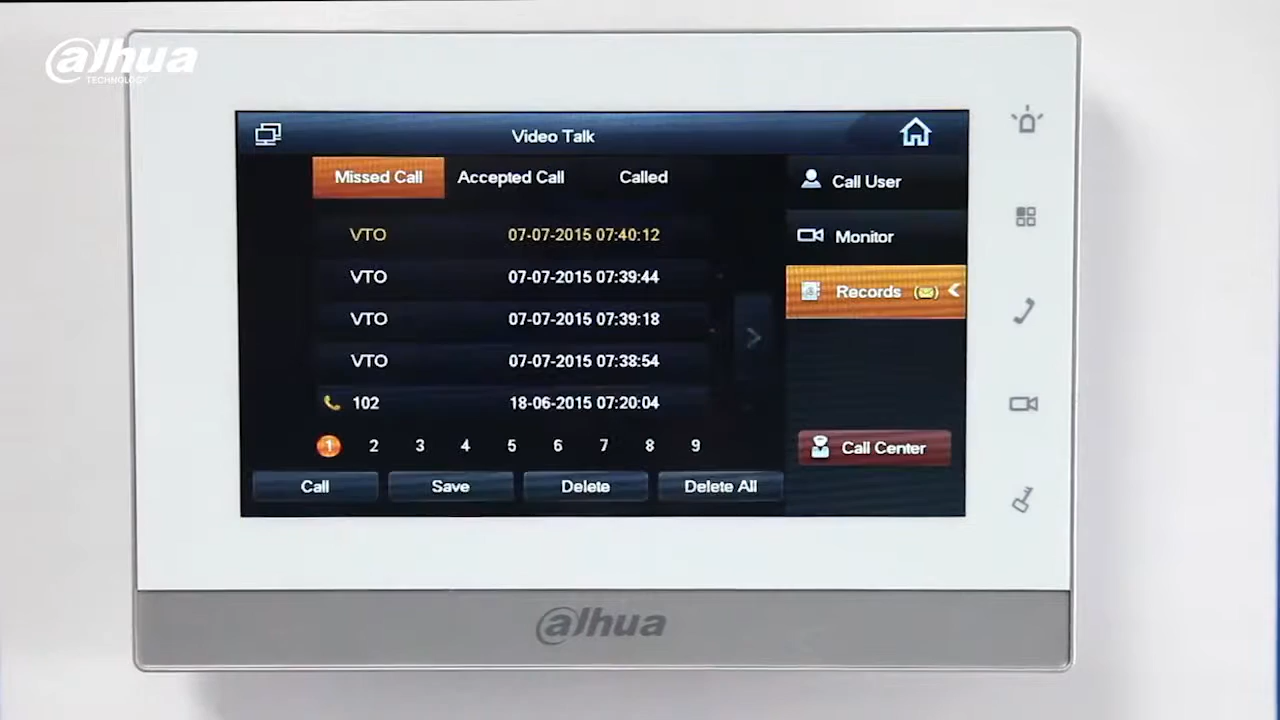 alhua
TECHNOLOGY
Video Talk
Missed Call Accepted Call Called
VTO 07-07-2015 07:40:12
VTO 07-07-2015 07:39:44
VTO 07-07-2015 07:39:18
VTO 07-07-2015 07:38:54
102 18-06-2015 07:20:04
1 2 3 4 5 6 7 8 9
Call Save Delete Delete All
Call User
Monitor
Records
Call Center
alhua